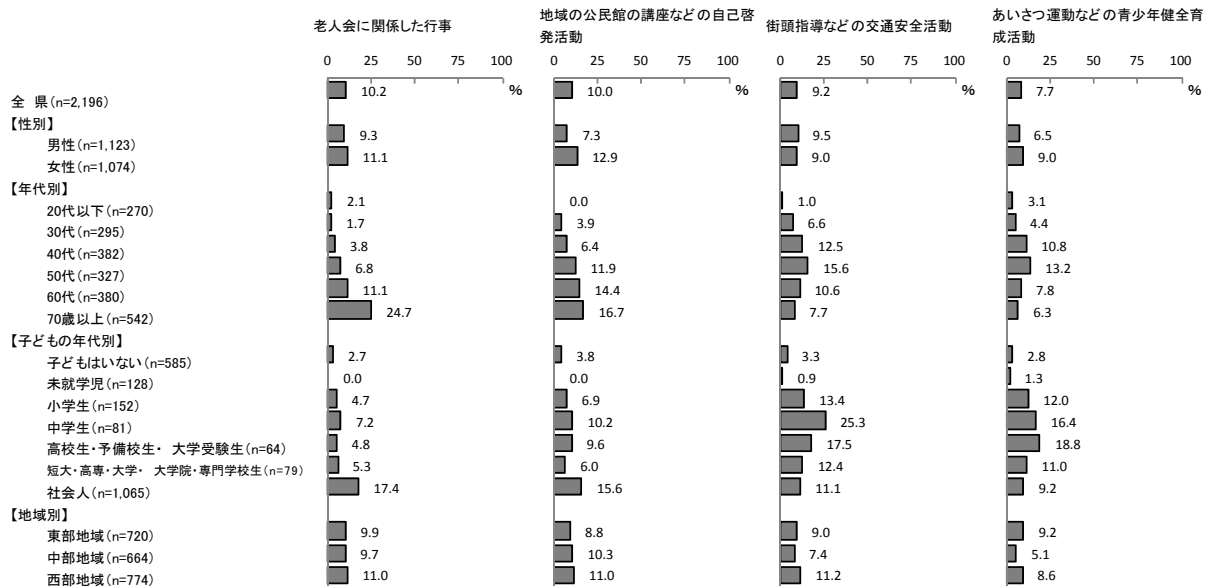 老人会に関係した行事
地域の公民館の講座などの自己啓
発活動
街頭指導などの交通安全活動
あいさつ運動などの青少年健全育
成活動
0 25 50 75 100 0 25 50 75 100 0 25 50 75 100 0 25 50 75 100
% % % %
全 県(n=2,196) 10.2 10.0 9.2 7.7
【性別】
男性(n=1,123) 9.3 7.3 9.5 6.5
女性(n=1,074) 11.1 12.9 9.0 9.0
【年代別】
20代以下(n=270) 2.1 0.0 1.0 3.1
30代(n=295) 1.7 3.9 6.6 4.4
40代(n=382) 3.8 6.4 12.5 10.8
50代(n=327) 6.8 11.9 15.6 13.2
60代(n=380) 11.1 14.4 10.6 7.8
70歳以上(n=542) 24.7 16.7 7.7 6.3
【子どもの年代別】
子どもはいない(n=585) 2.7 3.8 3.3 2.8
未就学児(n=128) 0.0 0.0 0.9 1.3
小学生(n=152) 4.7 6.9 13.4 12.0
中学生(n=81) 7.2 10.2 25.3 16.4
高校生・予備校生・ 大学受験生(n=64) 4.8 9.6 17.5 18.8
短大・高専・大学・ 大学院・専門学校生(n=79) 5.3 6.0 12.4 11.0
社会人(n=1,065) 17.4 15.6 11.1 9.2
【地域別】
東部地域(n=720) 9.9 8.8 9.0 9.2
中部地域(n=664) 9.7 10.3 7.4 5.1
西部地域(n=774) 11.0 11.0 11.2 8.6